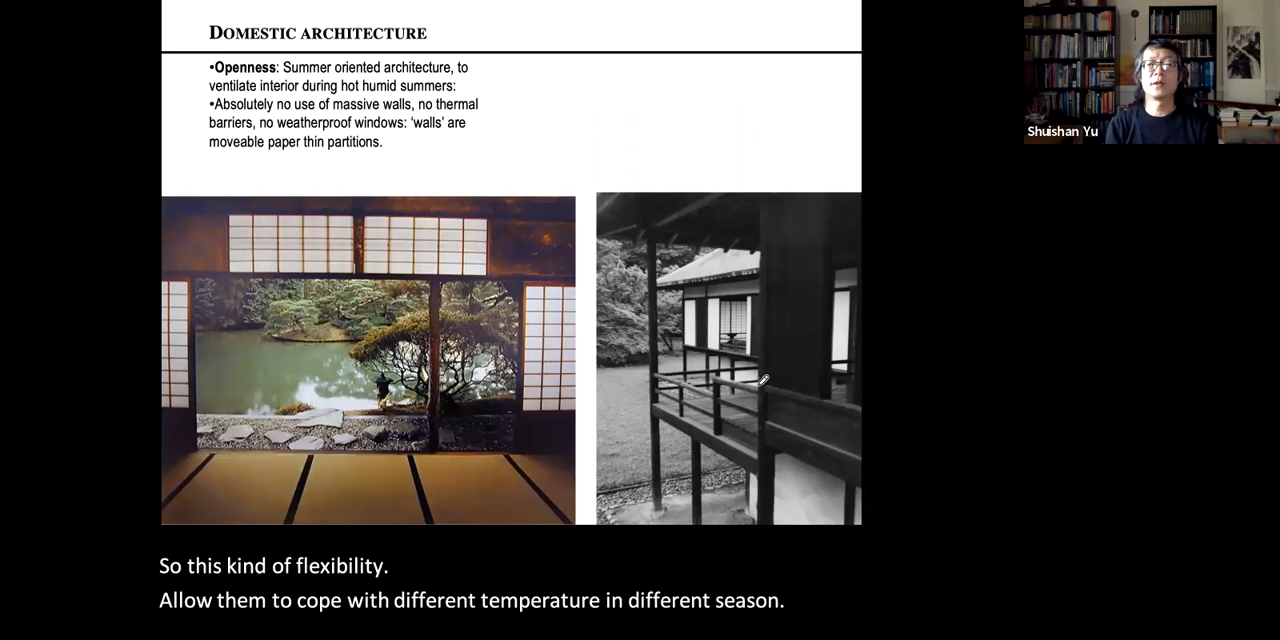 DOMESTIC ARCHITECTURE
•Openness: Summer oriented architecture, to
ventilate interior during hot humid summers:
•Absolutely no use of massive walls, no thermal
barriers, no weatherproof windows: ‘walls’ are
moveable paper thin partitions.
Shuishan Yu
So this kind of flexibility.
Allow them to cope with different temperature in different season.